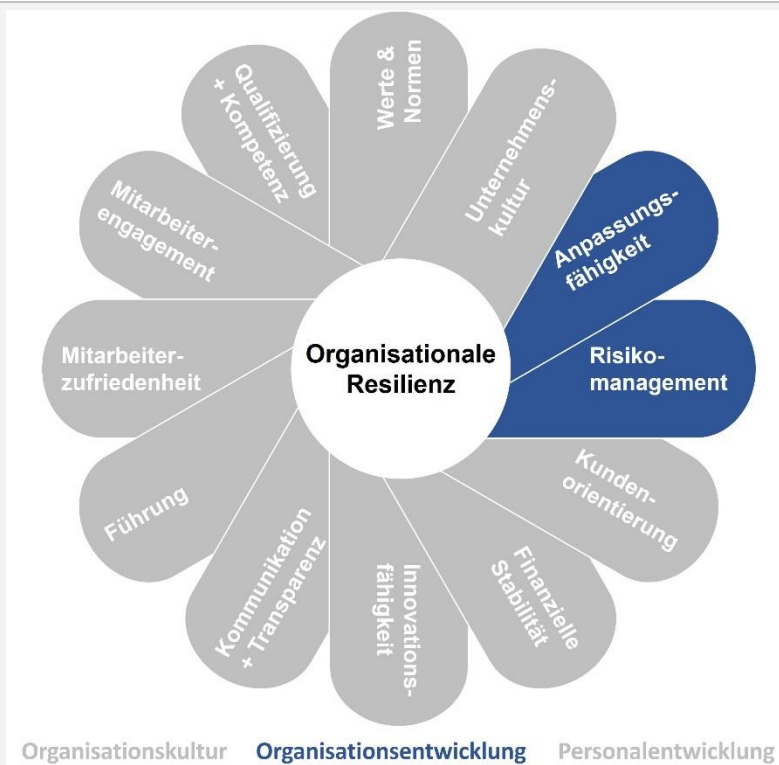 Werte &
Normen
Unternehmens-
kultur
Anpassungs-
fähigkeit
Risiko-
management
Kunden-
orientierung
Finanzielle
Stabilität
Innovations-
fähigkeit
Kommunikation
+ Transparenz
Führung
Mitarbeiter-
zufriedenheit
Mitarbeiter-
engagement
Qualifizierung
+ Kompetenz
Organisationale
Resilienz
Organisationskultur Organisationsentwicklung Personalentwicklung